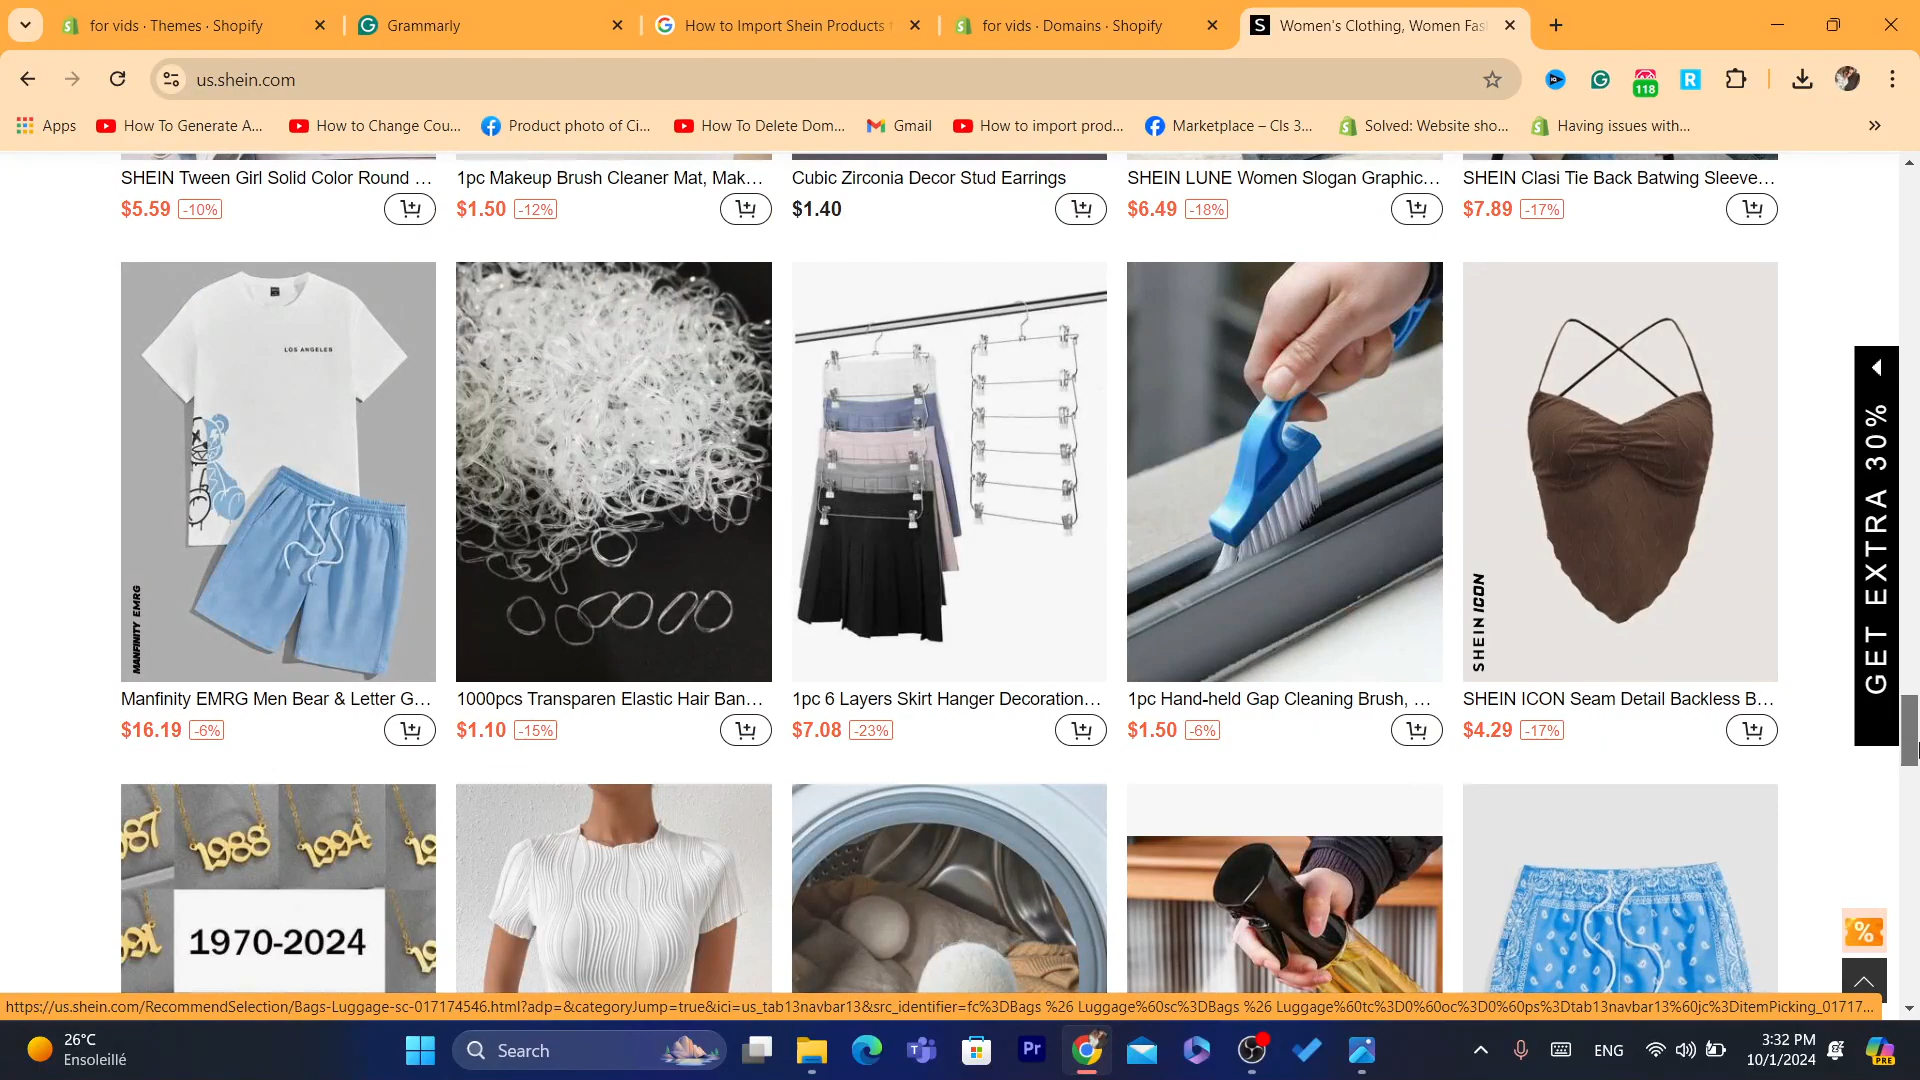 for vids · Themes · Shopify
Grammarly
How to Import Shein Products
for vids · Domains · Shopify
Women's Clothing, Women Fas
us.shein.com
118
Apps
How To Generate A...
How to Change Cou...
Product photo of Ci...
How To Delete Dom...
Gmail
How to import prod...
Marketplace – Cls 3...
Solved: Website sho...
Having issues with...
SHEIN Tween Girl Solid Color Round ...
1pc Makeup Brush Cleaner Mat, Mak...
Cubic Zirconia Decor Stud Earrings
SHEIN LUNE Women Slogan Graphic...
SHEIN Clasi Tie Back Batwing Sleeve...
$5.59 -10%
$1.50 -12%
$1.40
$6.49 -18%
$7.89 -17%
LOS ANGELES
MANFINITY EMRG
SHEIN ICON
GET EXTRA 30%
Manfinity EMRG Men Bear & Letter G...
1000pcs Transparen Elastic Hair Ban...
1pc 6 Layers Skirt Hanger Decoration...
1pc Hand-held Gap Cleaning Brush, ...
SHEIN ICON Seam Detail Backless B...
$16.19 -6%
$1.10 -15%
$7.08 -23%
$1.50 -6%
$4.29 -17%
1988
1994
1970-2024
%
https://us.shein.com/RecommendSelection/Bags-Luggage-sc-017174546.html?adp=&categoryJump=true&ici=us_tab13navbar13&src_identifier=fc%3DBags %26 Luggage%60sc%3DBags %26 Luggage%60tc%3D0%60oc%3D0%60ps%3Dtab13navbar13%60jc%3DitemPicking_01717...
26°C
Ensoleillé
Search
Pr
ENG
3:32 PM
10/1/2024
PRE